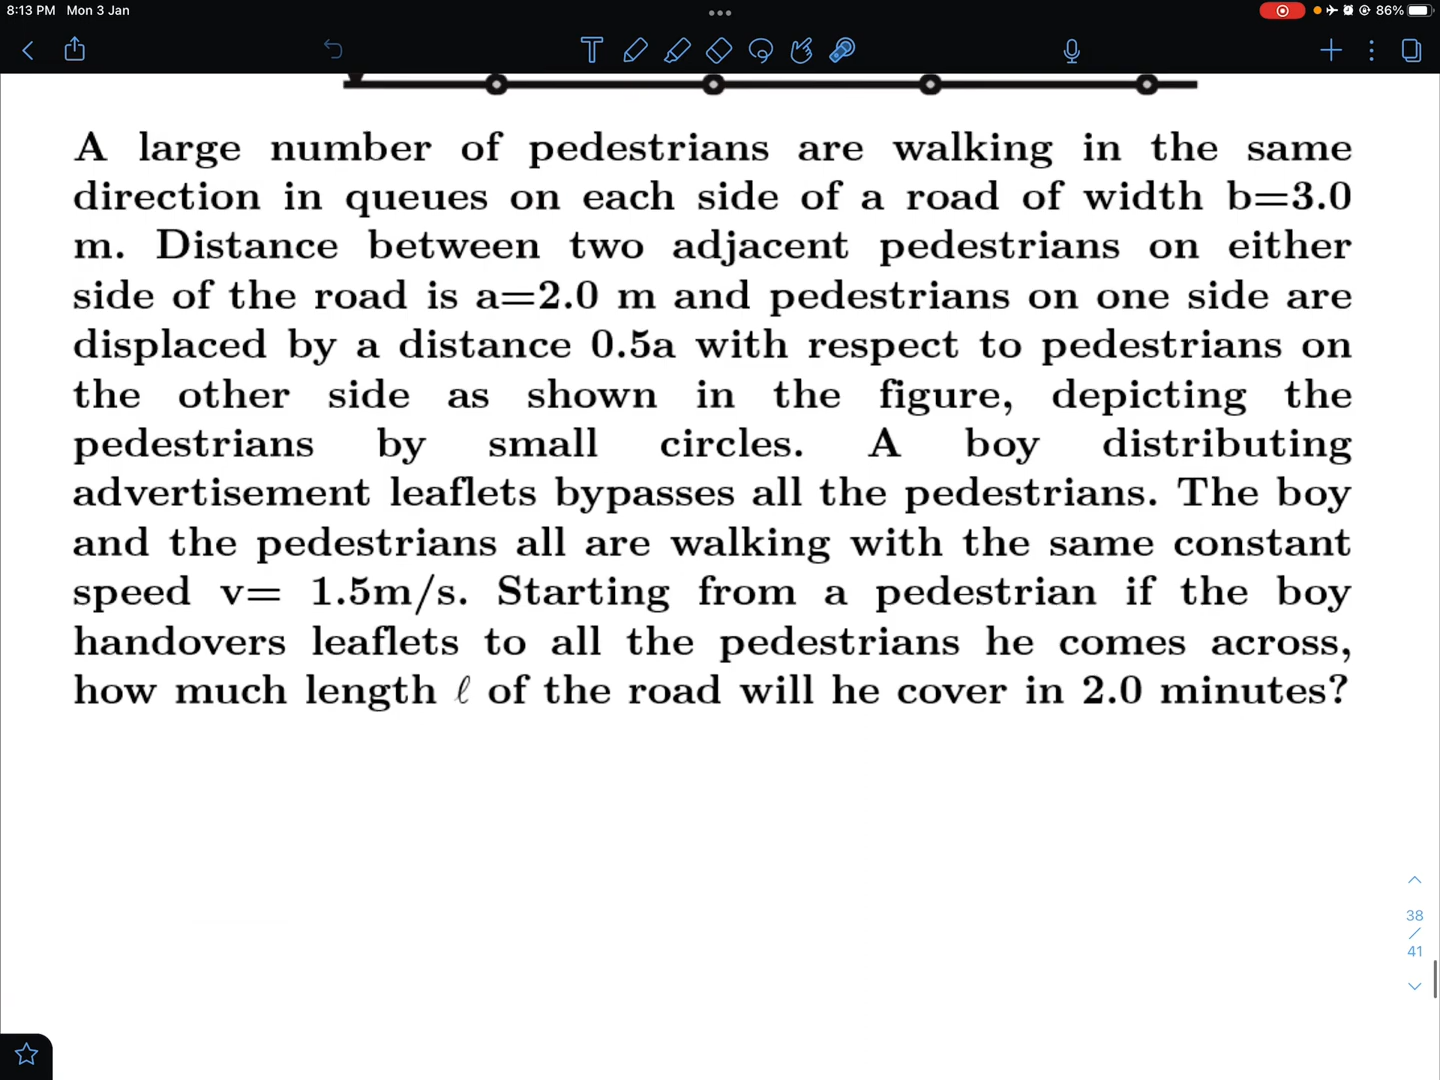 8:13 PM Mon 3 Jan
86%
A large number of pedestrians are walking in the same
direction in queues on each side of a road of width b=3.0
m. Distance between two adjacent pedestrians on either
side of the road is a=2.0 m and pedestrians on one side are
displaced by a distance 0.5a with respect to pedestrians on
the other side as shown in the figure, depicting the
pedestrians by small circles. A boy distributing
advertisement leaflets bypasses all the pedestrians. The boy
and the pedestrians all are walking with the same constant
speed v= 1.5m/s. Starting from a pedestrian if the boy
handovers leaflets to all the pedestrians he comes across,
how much length ℓ of the road will he cover in 2.0 minutes?
38
/
41